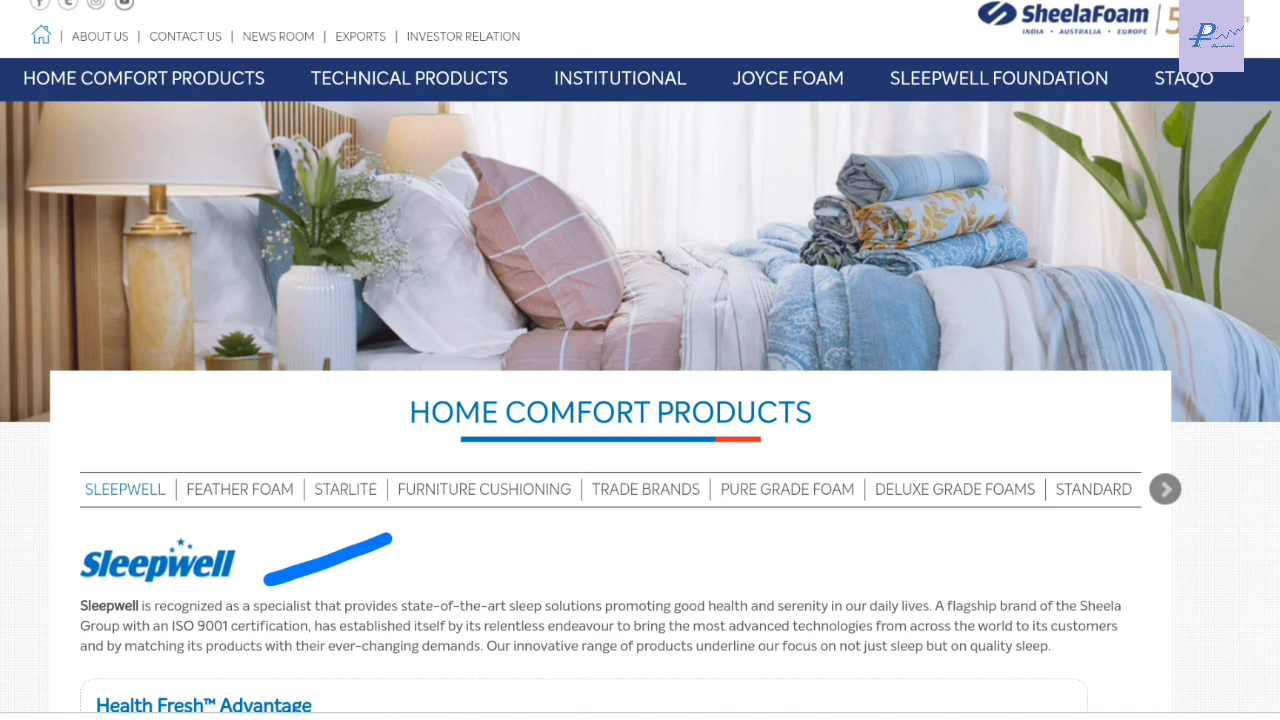 SheelaFoam
INDIA • AUSTRALIA • EUROPE
ABOUT US | CONTACT US | NEWS ROOM | EXPORTS | INVESTOR RELATION
HOME COMFORT PRODUCTS TECHNICAL PRODUCTS INSTITUTIONAL JOYCE FOAM SLEEPWELL FOUNDATION STAQO
HOME COMFORT PRODUCTS
SLEEPWELL | FEATHER FOAM | STARLITE | FURNITURE CUSHIONING | TRADE BRANDS | PURE GRADE FOAM | DELUXE GRADE FOAMS | STANDARD
Sleepwell
Sleepwell is recognized as a specialist that provides state-of-the-art sleep solutions promoting good health and serenity in our daily lives. A flagship brand of the Sheela
Group with an ISO 9001 certification, has established itself by its relentless endeavour to bring the most advanced technologies from across the world to its customers
and by matching its products with their ever-changing demands. Our innovative range of products underline our focus on not just sleep but on quality sleep.
Health Fresh™ Advantage